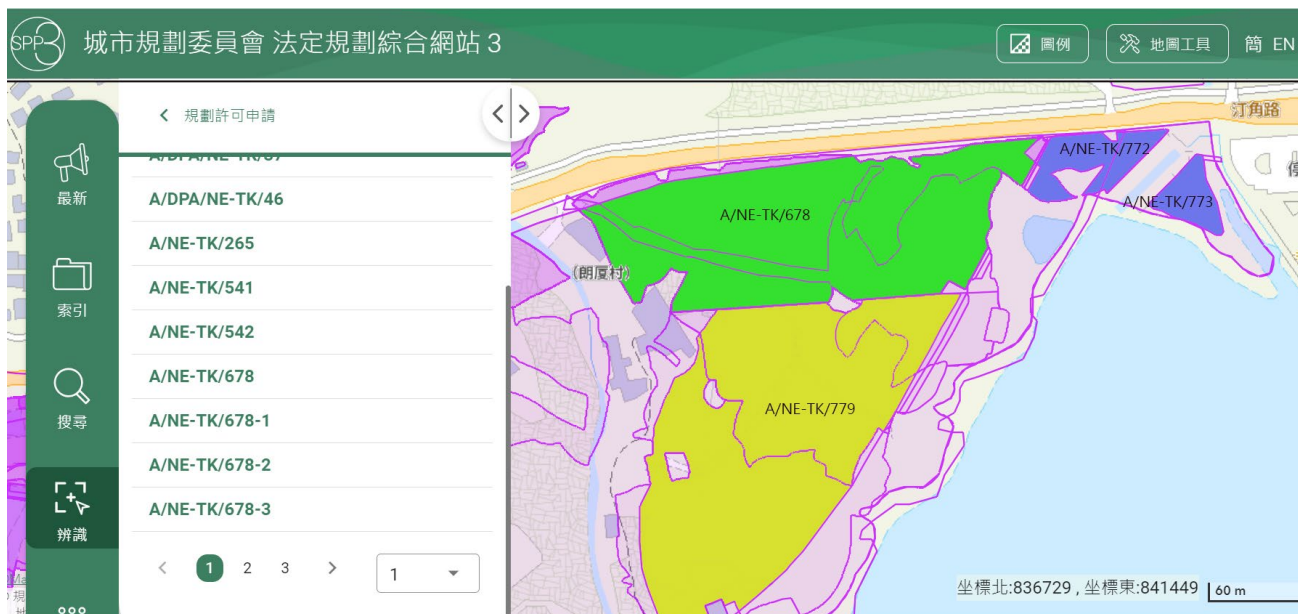 SPP3 城市規劃委員會 法定規劃綜合網站 3
圖例
地圖工具
簡 EN
最新
索引
搜尋
辨識
規劃許可申請
A/DPA/NE-TK/46
A/NE-TK/265
A/NE-TK/541
A/NE-TK/542
A/NE-TK/678
A/NE-TK/678-1
A/NE-TK/678-2
A/NE-TK/678-3
1 2 3
1
汀角路
A/NE-TK/772
A/NE-TK/773
A/NE-TK/678
(朗厦村)
A/NE-TK/779
坐標北:836729 , 坐標東:841449
60 m